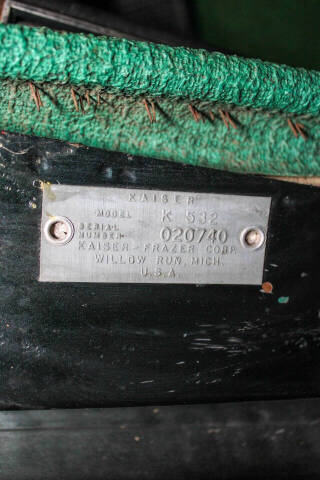 KAISER
MODEL K 532
SERIAL NUMBER 020740
KAISER-FRAZER CORP.
WILLOW RUN, MICH.
U.S.A.